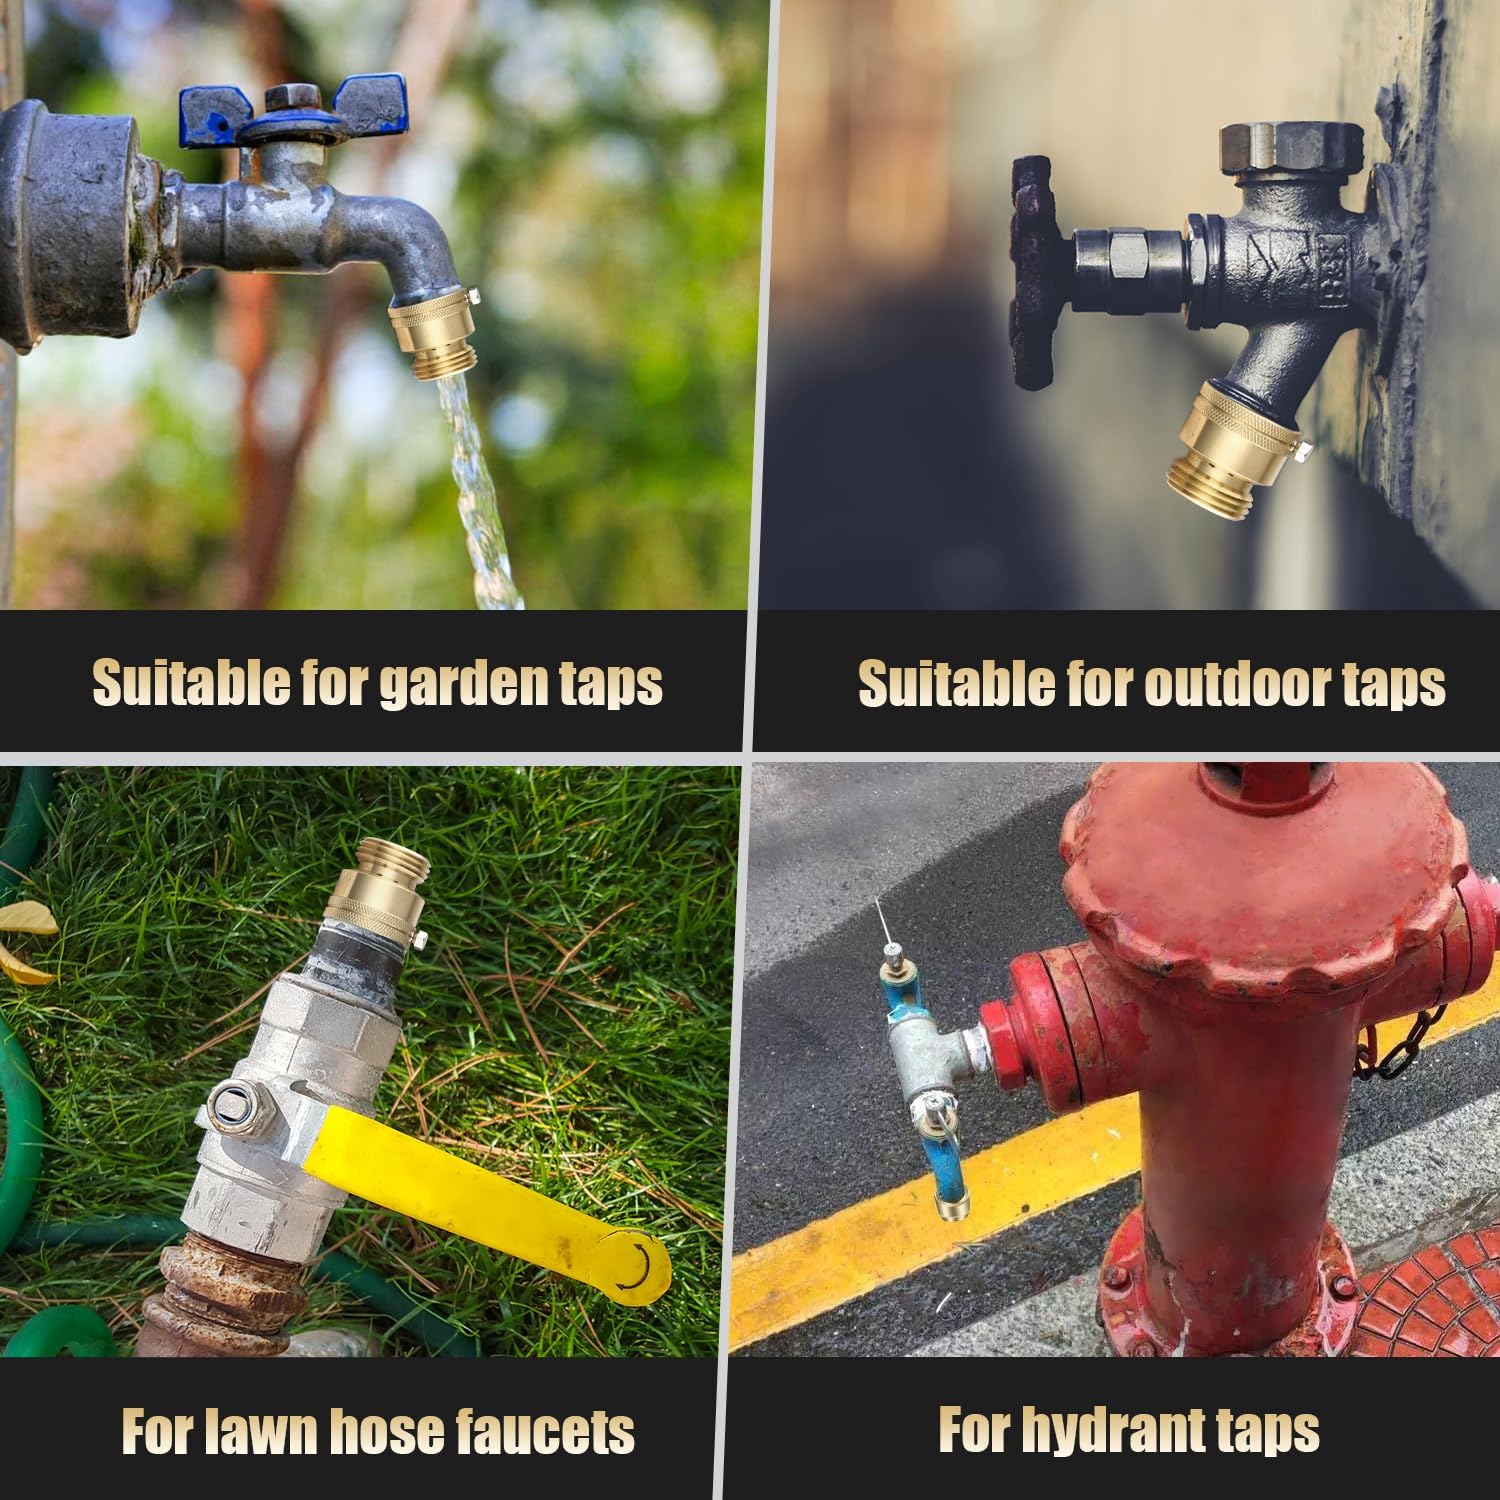 Suitable for garden taps
Suitable for outdoor taps
For lawn hose faucets
For hydrant taps